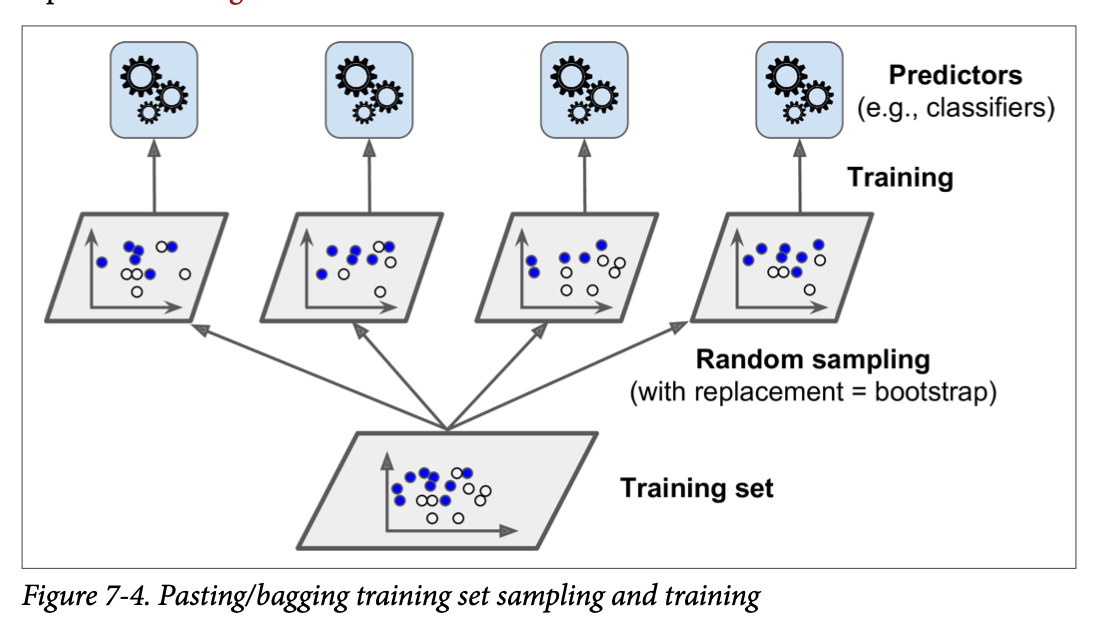 Predictors
(e.g., classifiers)
Training
Random sampling
(with replacement = bootstrap)
Training set
Figure 7-4. Pasting/bagging training set sampling and training